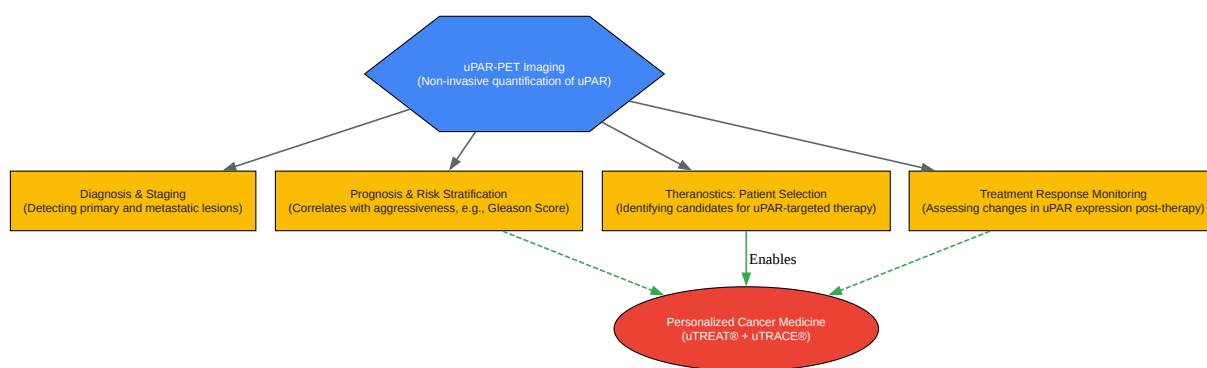 uPAR-PET Imaging
(Non-invasive quantification of uPAR)
Diagnosis & Staging
(Detecting primary and metastatic lesions)
Prognosis & Risk Stratification
(Correlates with aggressiveness, e.g., Gleason Score)
Theranostics: Patient Selection
(Identifying candidates for uPAR-targeted therapy)
Treatment Response Monitoring
(Assessing changes in uPAR expression post-therapy)
Enables
Personalized Cancer Medicine
(uTREAT® + uTRACE®)